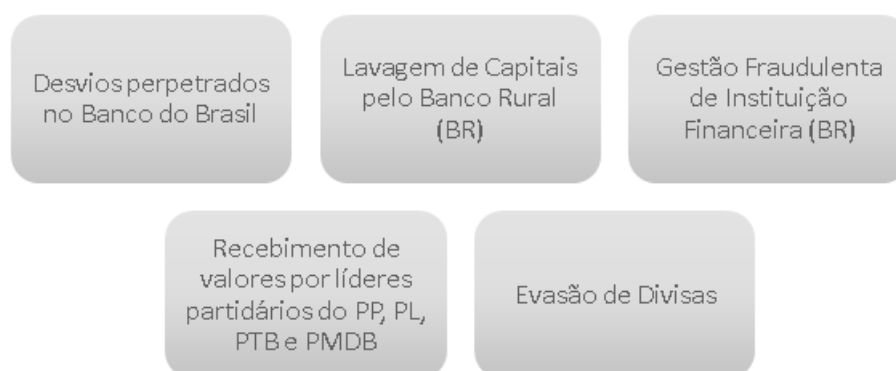 Desvios perpetrados
no Banco do Brasil
Lavagem de Capitais
pelo Banco Rural
(BR)
Gestão Fraudulenta
de Instituição
Financeira (BR)
Recebimento de
valores por líderes
partidários do PP, PL,
PTB e PMDB
Evasão de Divisas